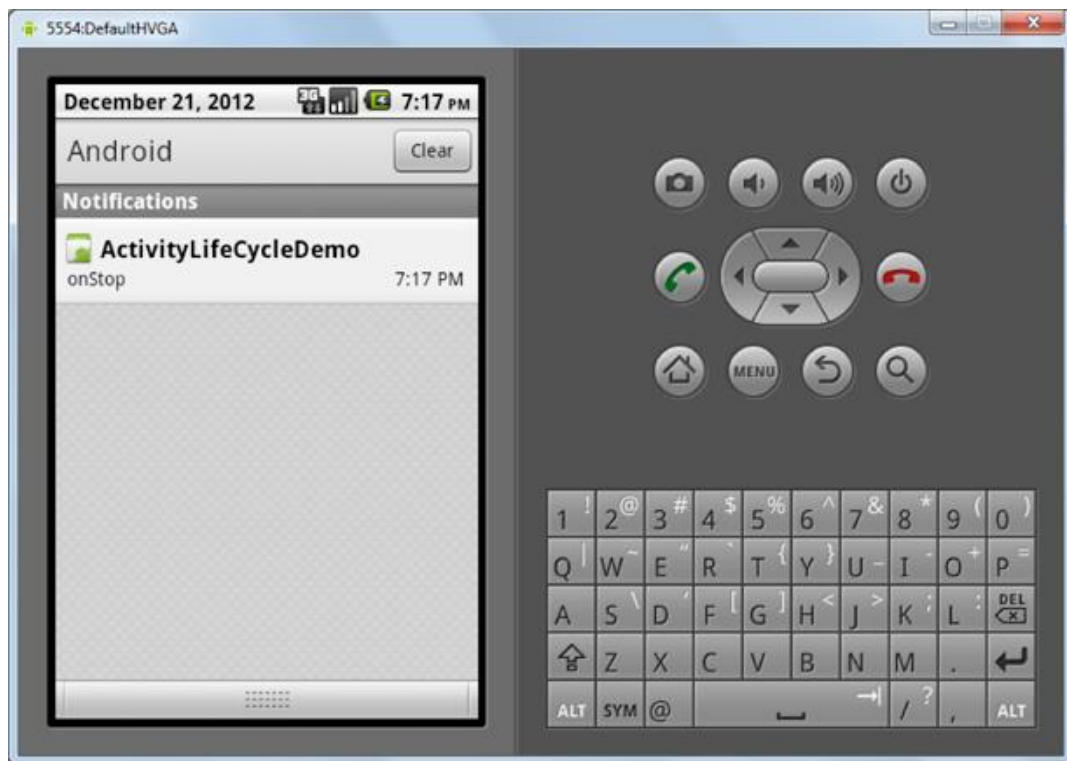 5554:DefaultHVGA
December 21, 2012 3G 7:17 PM
Android Clear
Notifications
ActivityLifeCycleDemo
onStop 7:17 PM
MENU
1 ! 2 @ 3 # 4 $ 5 % 6 ^ 7 & 8 * 9 ( 0 )
Q | W ~ E " R ` T { Y } U _ I - O + P =
A S \ D ' F [ G ] H < J > K ; L : DEL
Z X C V B N M .
ALT SYM @ / ? , ALT